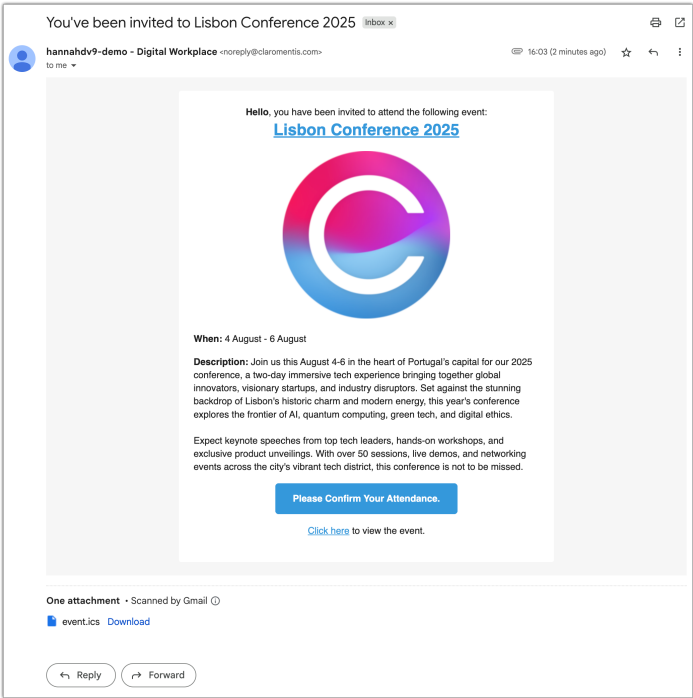 You've been invited to Lisbon Conference 2025 Inbox ×
hannahdv9-demo - Digital Workplace <noreply@claromentis.com> 16:03 (2 minutes ago)
to me
Hello, you have been invited to attend the following event:
Lisbon Conference 2025
When: 4 August - 6 August
Description: Join us this August 4-6 in the heart of Portugal's capital for our 2025
conference, a two-day immersive tech experience bringing together global
innovators, visionary startups, and industry disruptors. Set against the stunning
backdrop of Lisbon's historic charm and modern energy, this year's conference
explores the frontier of AI, quantum computing, green tech, and digital ethics.
Expect keynote speeches from top tech leaders, hands-on workshops, and
exclusive product unveilings. With over 50 sessions, live demos, and networking
events across the city's vibrant tech district, this conference is not to be missed.
Please Confirm Your Attendance.
Click here to view the event.
One attachment • Scanned by Gmail
event.ics Download
Reply Forward